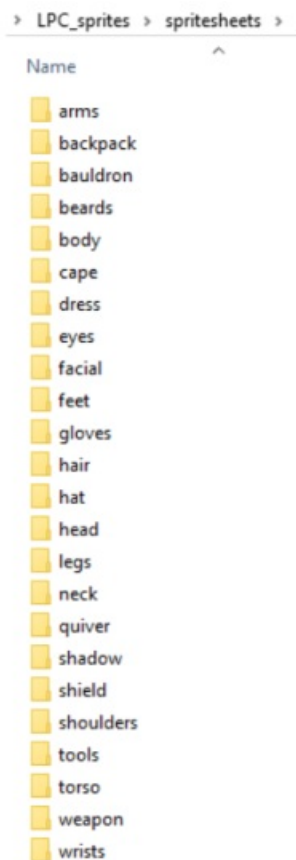 > LPC_sprites > spritesheets >
Name
arms
backpack
bauldron
beards
body
cape
dress
eyes
facial
feet
gloves
hair
hat
head
legs
neck
quiver
shadow
shield
shoulders
tools
torso
weapon
wrists